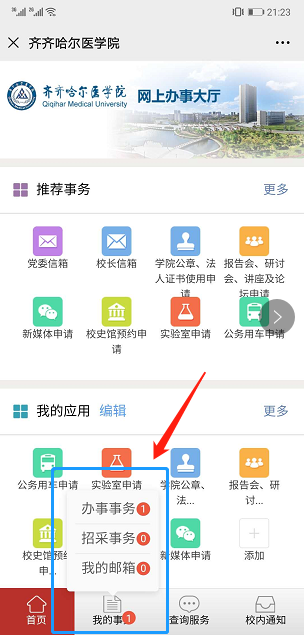 36 26
21:23
齐齐哈尔医学院
齐齐哈尔医学院 网上办事大厅
Qiqihar Medical University
推荐事务 更多
党委信箱
校长信箱
学院公章、法
人证书使用申
请
报告会、研讨
会、讲座及论
坛申请
新媒体申请
校史馆预约申
请
实验室申请
公务用车申请
我的应用 编辑 更多
公务用车申请
实验室申请
学院公章、
法...
报告会、研
讨...
校史馆预约
申...
新媒体申请
添加
办事事务 1
招采事务 0
我的邮箱 0
首页
我的事 1
查询服务
校内通知